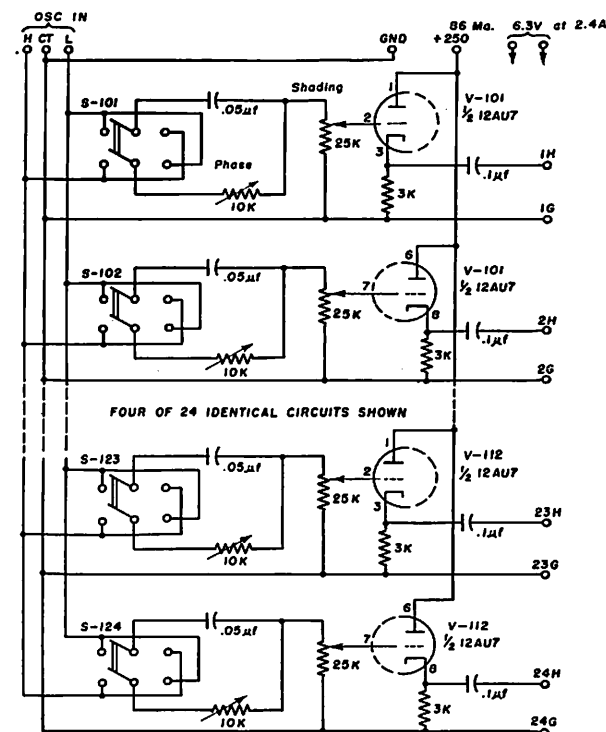 OSC IN
H CT L
GND
86 Ma.
+250
6.3V at 2.4A
S-101
.05µf
Shading
25K
Phase
10K
1
2
3
V-101
½ 12AU7
3K
.1µf
1H
1G
S-102
.05µf
25K
10K
6
7
8
V-101
½ 12AU7
3K
.1µf
2H
2G
FOUR OF 24 IDENTICAL CIRCUITS SHOWN
S-123
.05µf
25K
10K
1
2
3
V-112
½ 12AU7
3K
.1µf
23H
23G
S-124
.05µf
25K
10K
6
7
8
V-112
½ 12AU7
3K
.1µf
24H
24G